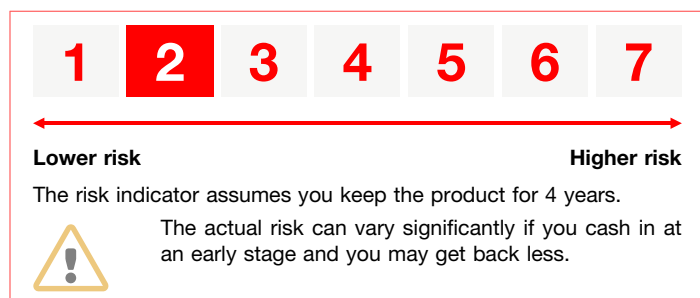 1 2 3 4 5 6 7
Lower risk Higher risk
The risk indicator assumes you keep the product for 4 years.
The actual risk can vary significantly if you cash in at
an early stage and you may get back less.